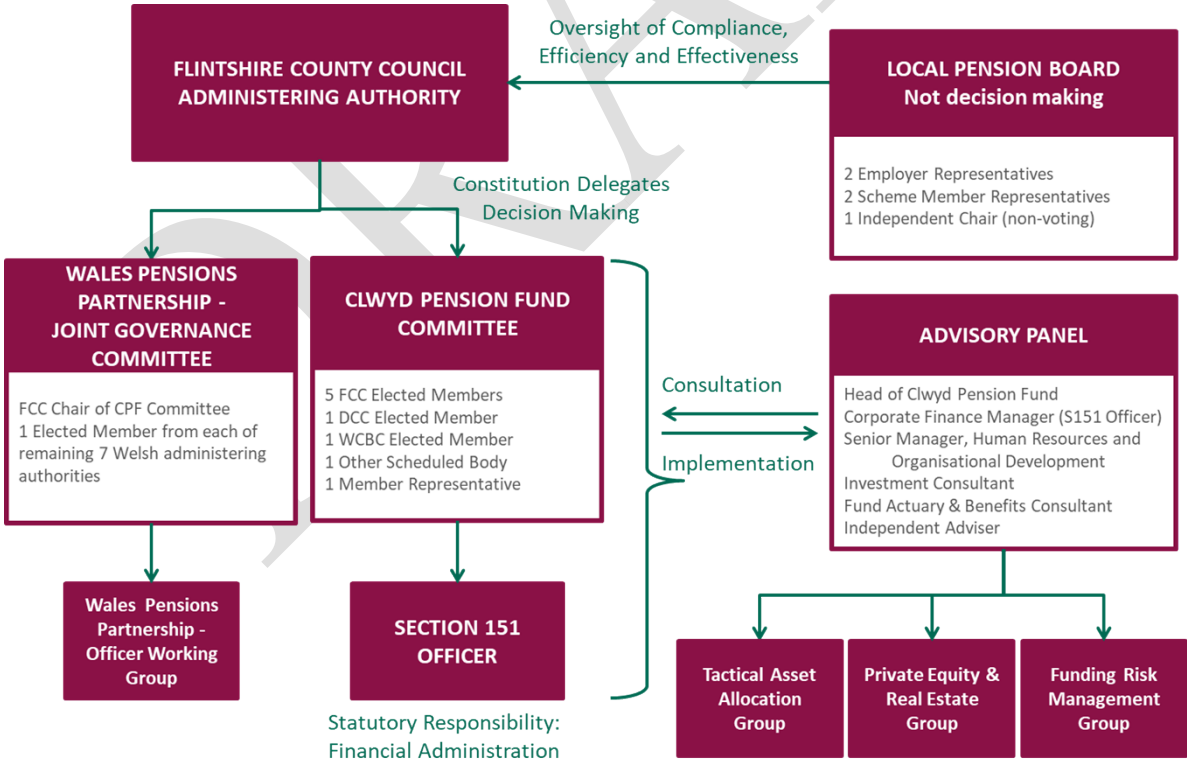 Oversight of Compliance,
Efficiency and Effectiveness
FLINTSHIRE COUNTY COUNCIL
ADMINISTERING AUTHORITY
LOCAL PENSION BOARD
Not decision making
2 Employer Representatives
2 Scheme Member Representatives
1 Independent Chair (non-voting)
Constitution Delegates
Decision Making
WALES PENSIONS
PARTNERSHIP -
JOINT GOVERNANCE
COMMITTEE
FCC Chair of CPF Committee
1 Elected Member from each of
remaining 7 Welsh administering
authorities
CLWYD PENSION FUND
COMMITTEE
5 FCC Elected Members
1 DCC Elected Member
1 WCBC Elected Member
1 Other Scheduled Body
1 Member Representative
Consultation
Implementation
ADVISORY PANEL
Head of Clwyd Pension Fund
Corporate Finance Manager (S151 Officer)
Senior Manager, Human Resources and
Organisational Development
Investment Consultant
Fund Actuary & Benefits Consultant
Independent Adviser
Wales Pensions
Partnership -
Officer Working
Group
SECTION 151
OFFICER
Statutory Responsibility:
Financial Administration
Tactical Asset
Allocation
Group
Private Equity &
Real Estate
Group
Funding Risk
Management
Group